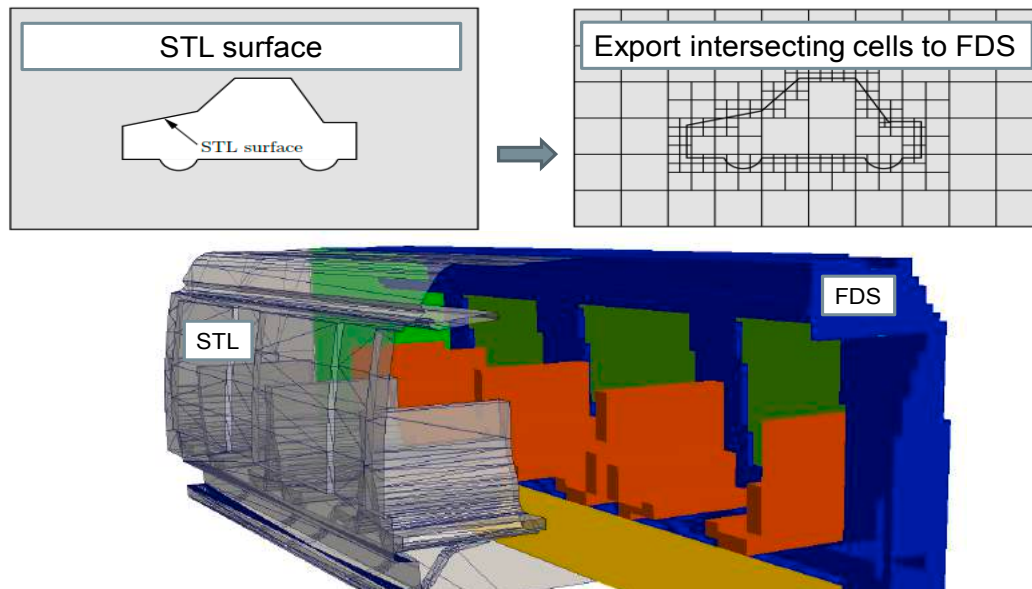 STL surface
STL surface
Export intersecting cells to FDS
STL
FDS